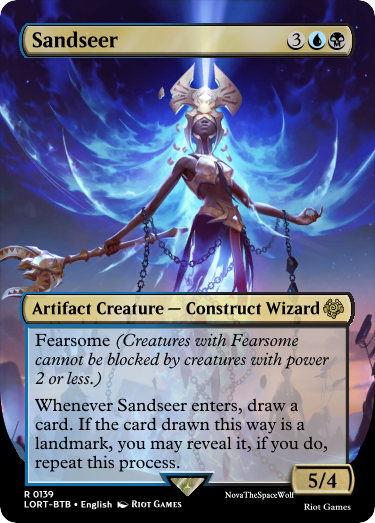 Sandseer 3
Artifact Creature — Construct Wizard
Fearsome (Creatures with Fearsome
cannot be blocked by creatures with power
2 or less.)
Whenever Sandseer enters, draw a
card. If the card drawn this way is a
landmark, you may reveal it, if you do,
repeat this process.
5/4
R 0139
LORT-BTB • English RIOT GAMES
NovaTheSpaceWolf
Riot Games